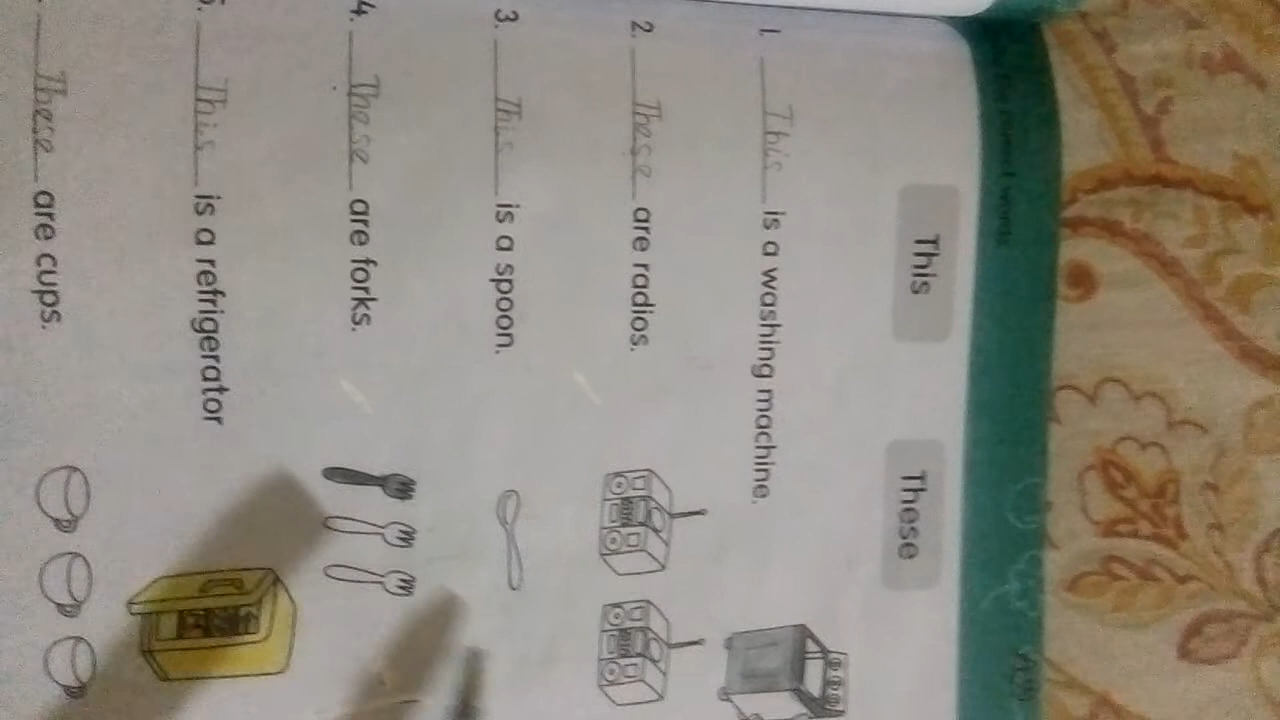 This These
1. This is a washing machine.
2. These are radios.
3. This is a spoon.
4. These are forks.
5. This is a refrigerator
These are cups.